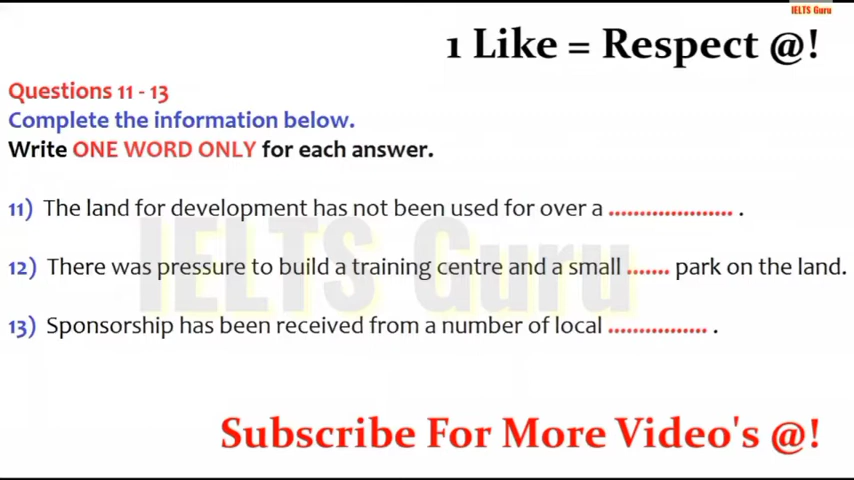 IELTS Guru
1 Like = Respect @!
Questions 11 - 13
Complete the information below.
Write ONE WORD ONLY for each answer.
11) The land for development has not been used for over a ..................... .
12) There was pressure to build a training centre and a small ....... park on the land.
13) Sponsorship has been received from a number of local ................ .
IELTS Guru
Subscribe For More Video's @!